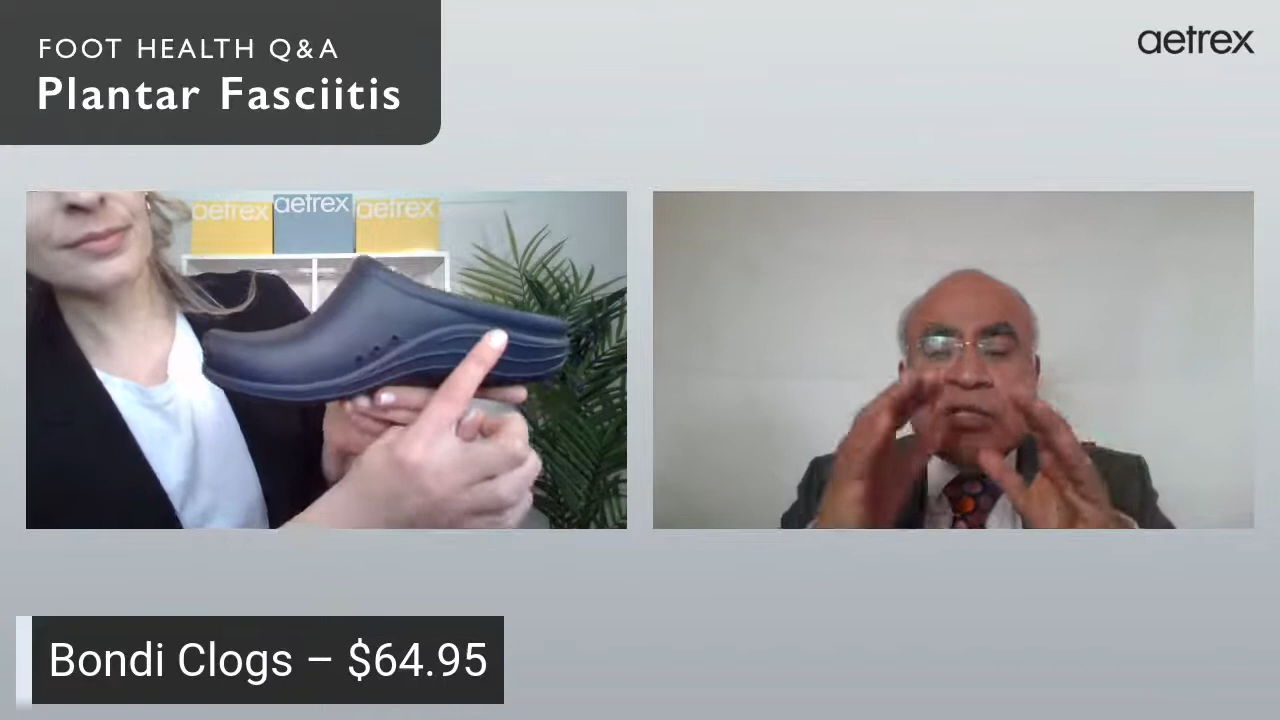 FOOT HEALTH Q&A
Plantar Fasciitis
aetrex
aetrex
aetrex
aetrex
Bondi Clogs – $64.95